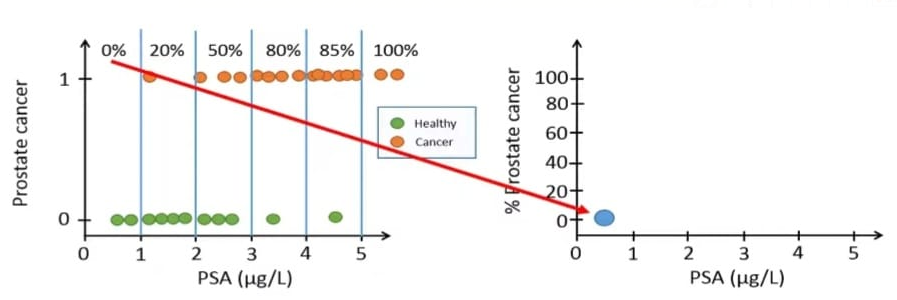 0% 20% 50% 80% 85% 100%
Prostate cancer
1
0
0 1 2 3 4 5
PSA (µg/L)
Healthy
Cancer
% Prostate cancer
100
80
60
40
20
0
0 1 2 3 4 5
PSA (µg/L)